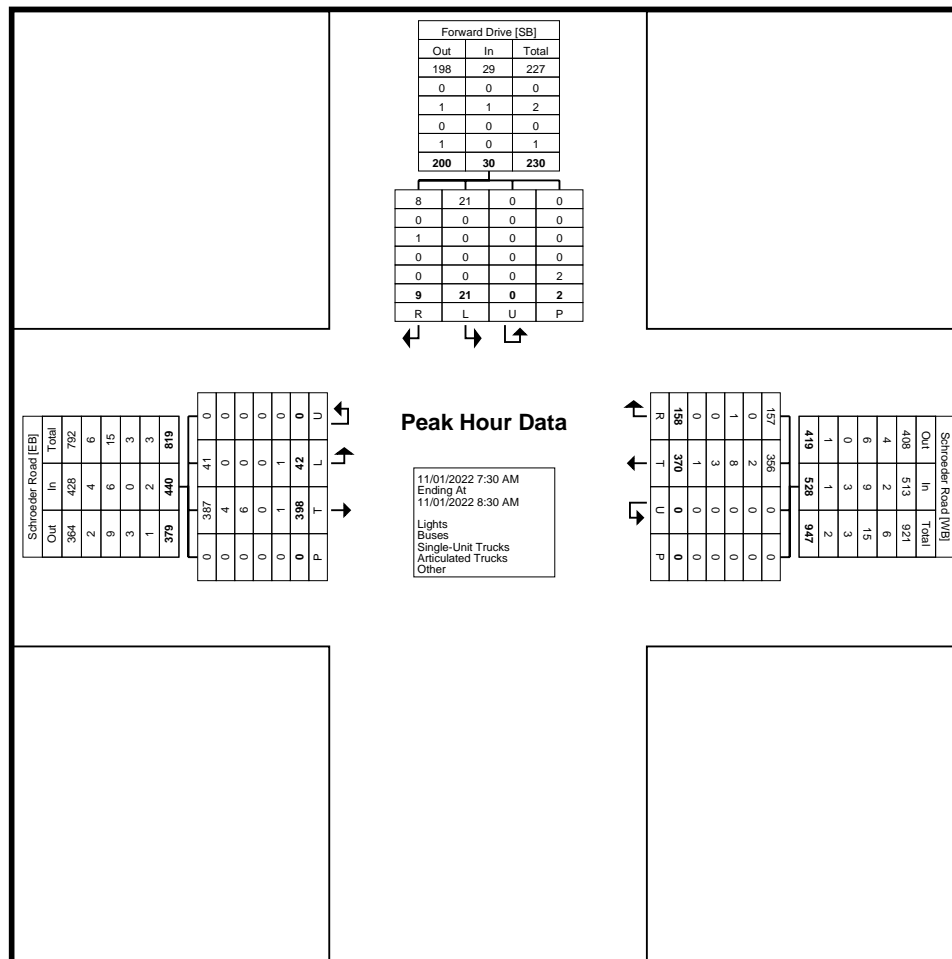 Forward Drive [SB]
Out In Total
198 29 227
0 0 0
1 1 2
0 0 0
1 0 1
200 30 230
8 21 0 0
0 0 0 0
1 0 0 0
0 0 0 0
0 0 0 2
9 21 0 2
R L U P
Schroeder Road [EB]
Total In Out
792 428 364
6 4 2
15 6 9
3 0 3
3 2 1
819 440 379
0 41 387 0
0 0 4 0
0 0 6 0
0 0 0 0
0 1 1 0
0 42 398 0
U L T P
Peak Hour Data
11/01/2022 7:30 AM
Ending At
11/01/2022 8:30 AM
Lights
Buses
Single-Unit Trucks
Articulated Trucks
Other
R T U P
158 370 0 0
0 1 0 0
0 3 0 0
1 8 0 0
0 2 0 0
157 356 0 0
Schroeder Road [WB]
Out In Total
408 513 921
4 2 6
6 9 15
0 3 3
1 1 2
419 528 947